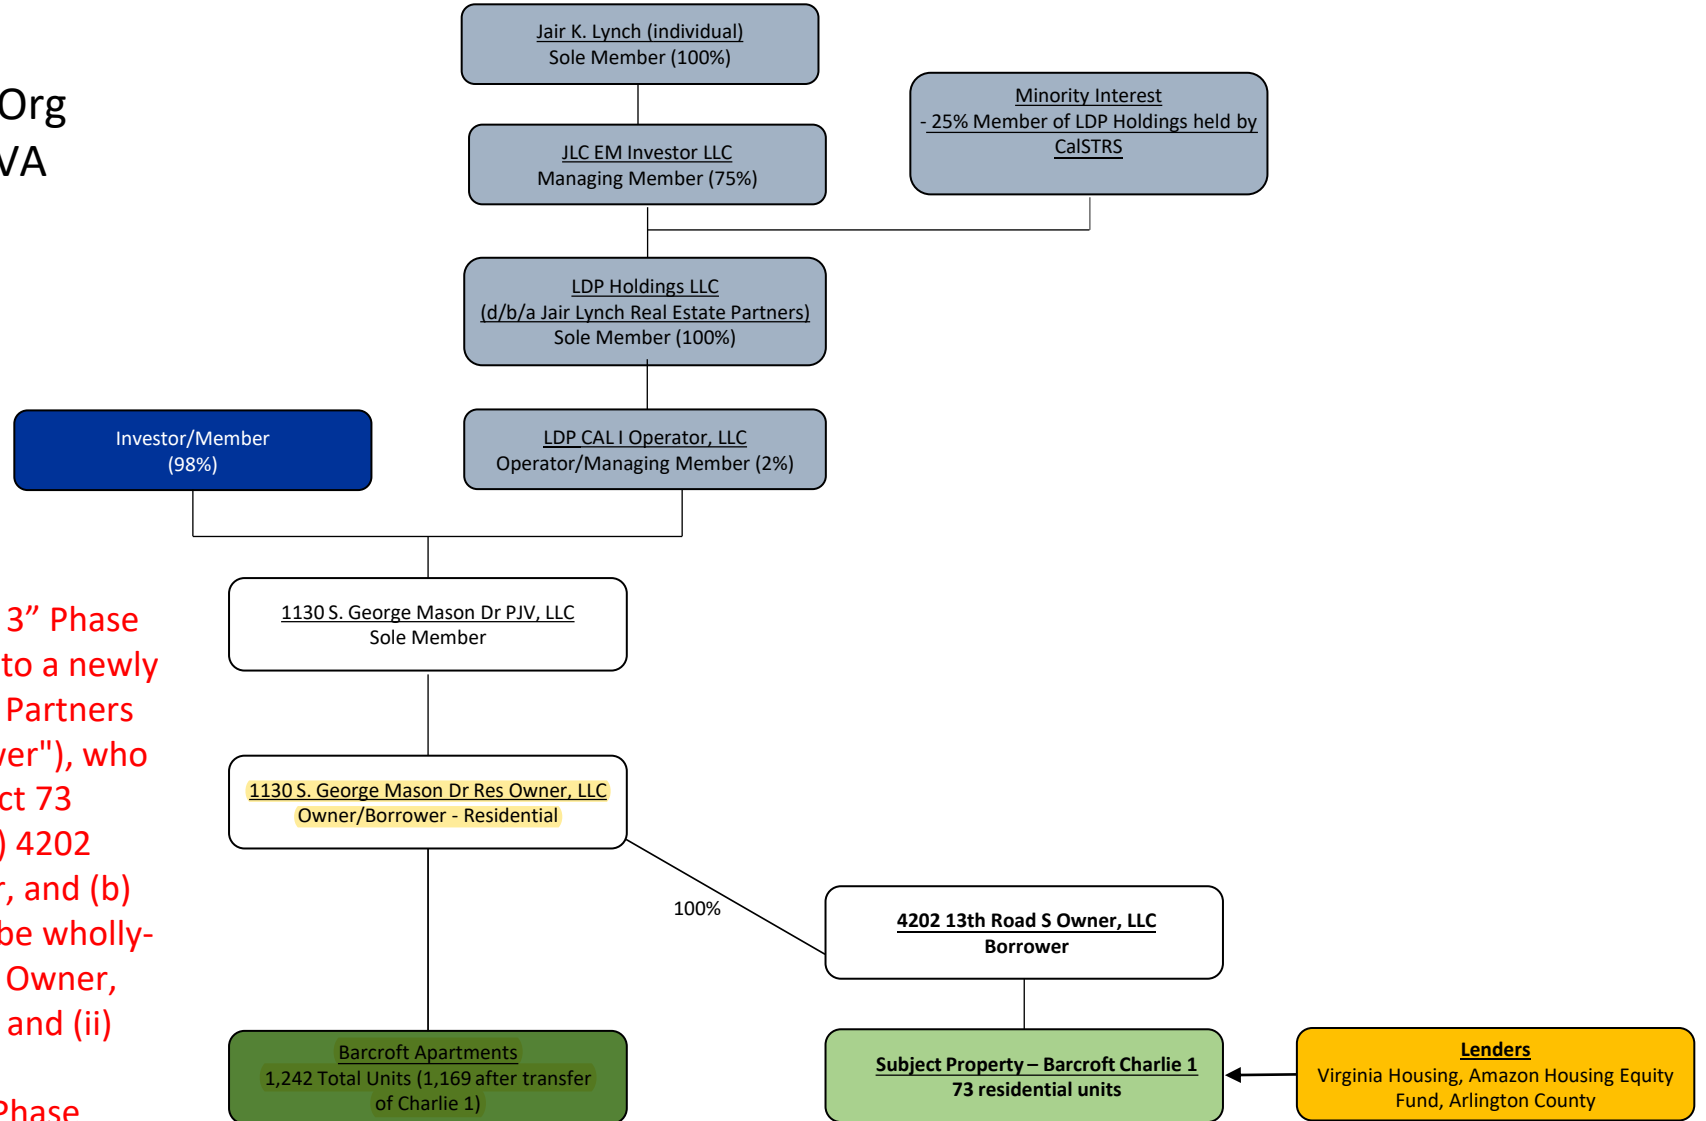 Jair K. Lynch (individual)
Sole Member (100%)
Org
VA
Minority Interest
- 25% Member of LDP Holdings held by
CalSTRS
JLC EM Investor LLC
Managing Member (75%)
LDP Holdings LLC
(d/b/a Jair Lynch Real Estate Partners)
Sole Member (100%)
Investor/Member
(98%)
LDP CAL I Operator, LLC
Operator/Managing Member (2%)
1130 S. George Mason Dr PJV, LLC
Sole Member
3” Phase
to a newly
Partners
ver"), who
ct 73
) 4202
r, and (b)
be wholly-
Owner,
and (ii)
Phase
1130 S. George Mason Dr Res Owner, LLC
Owner/Borrower - Residential
100%
4202 13th Road S Owner, LLC
Borrower
Barcroft Apartments
1,242 Total Units (1,169 after transfer
of Charlie 1)
Subject Property – Barcroft Charlie 1
73 residential units
Lenders
Virginia Housing, Amazon Housing Equity
Fund, Arlington County